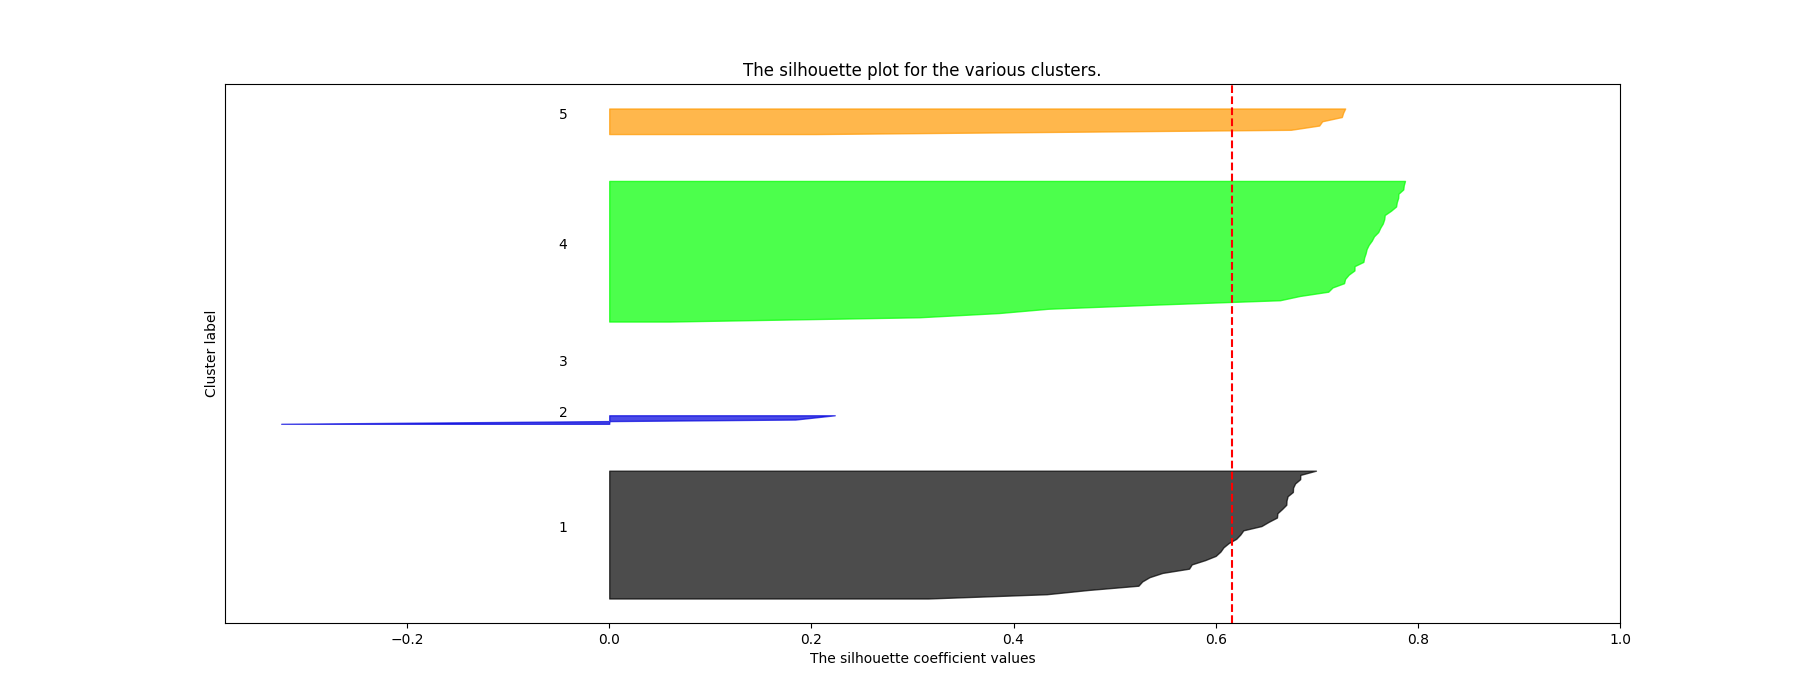 The silhouette plot for the various clusters.
5
4
3
2
1
Cluster label
−0.2 0.0 0.2 0.4 0.6 0.8 1.0
The silhouette coefficient values